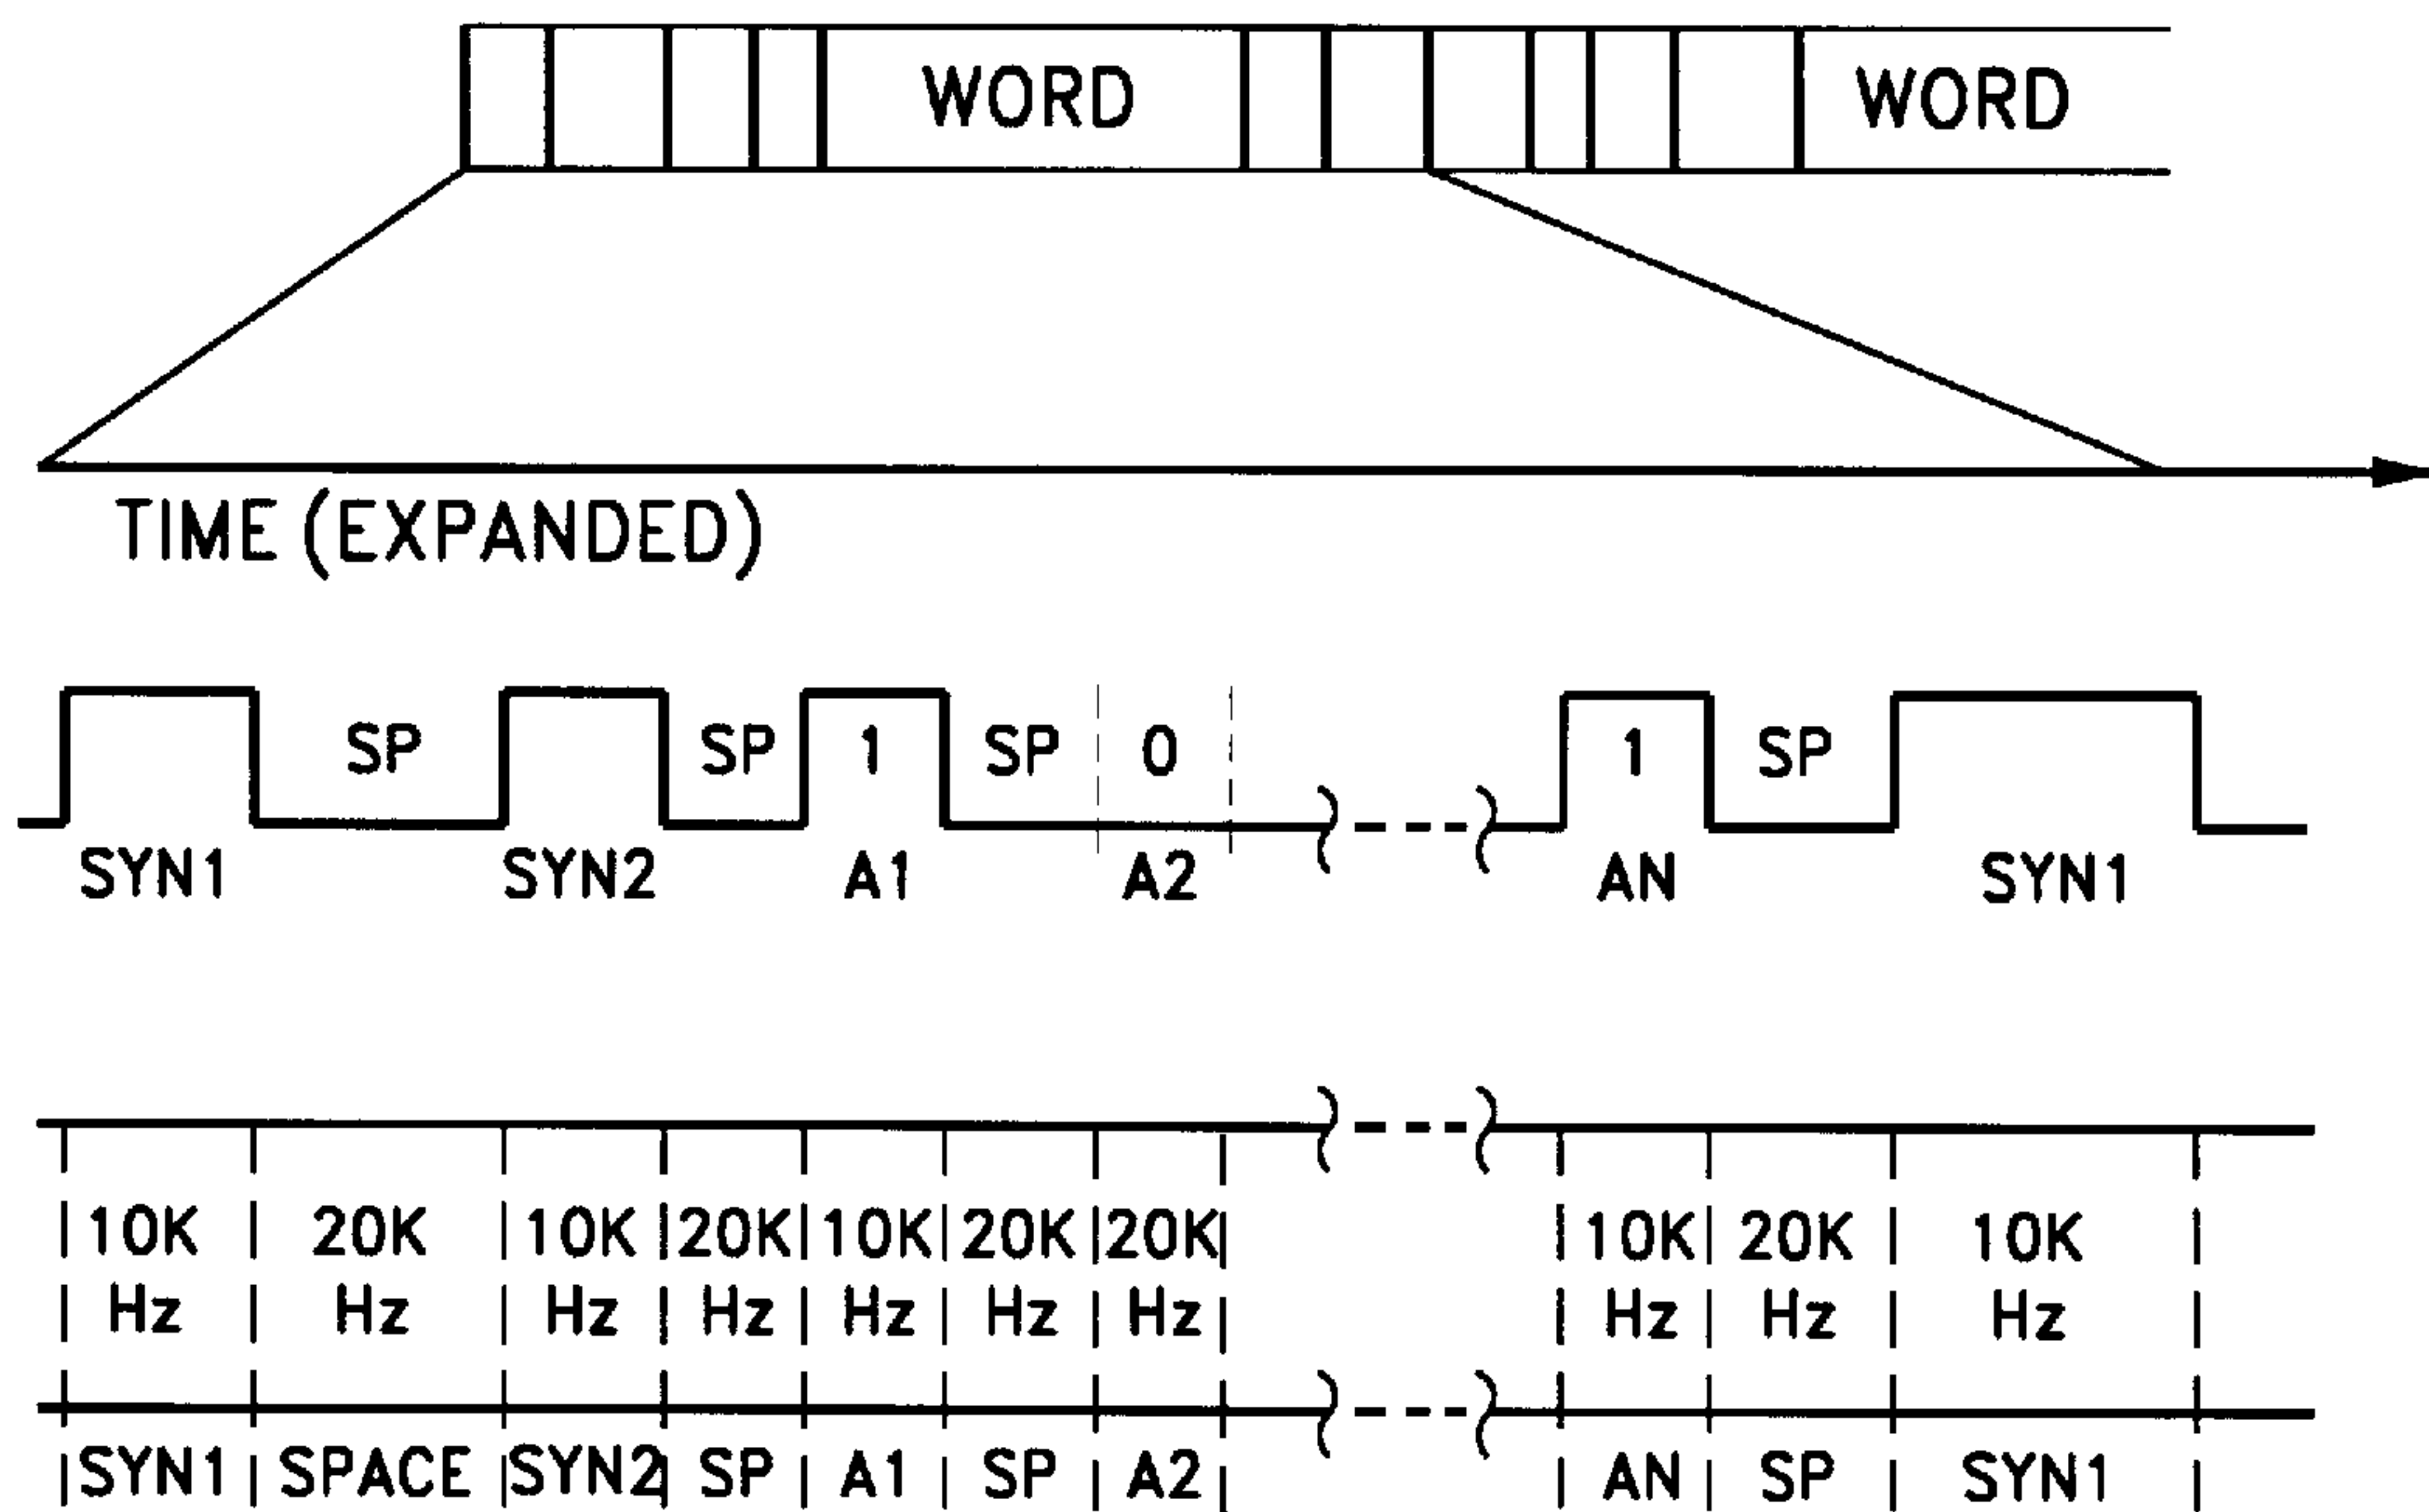 WORD WORD
TIME (EXPANDED)
SP SP 1 SP 0 1 SP
SYN1 SYN2 A1 A2 AN SYN1
10K 20K 10K 20K 10K 20K 20K 10K 20K 10K
Hz Hz Hz Hz Hz Hz Hz Hz Hz Hz
SYN1 SPACE SYN2 SP A1 SP A2 AN SP SYN1